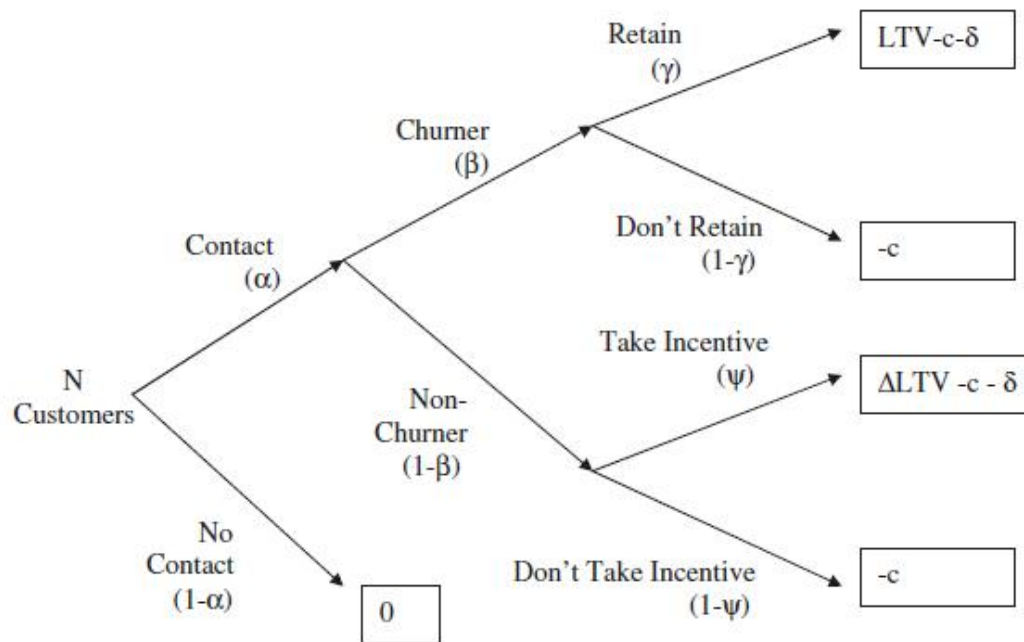 Retain
(γ)
LTV-c-δ
Churner
(β)
Don't Retain
(1-γ)
-c
Contact
(α)
Take Incentive
(ψ)
ΔLTV -c - δ
N
Customers
Non-
Churner
(1-β)
No
Contact
(1-α)
0
Don't Take Incentive
(1-ψ)
-c